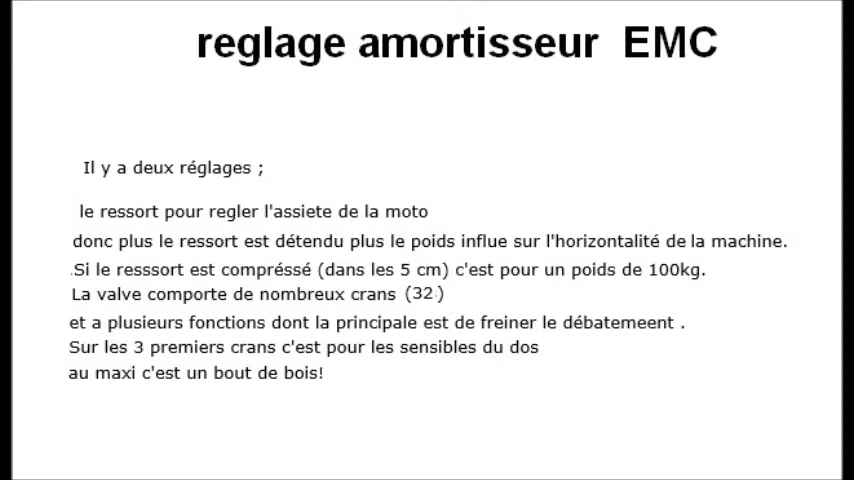 reglage amortisseur EMC
Il y a deux réglages ;
le ressort pour regler l'assiete de la moto
donc plus le ressort est détendu plus le poids influe sur l'horizontalité de la machine.
.Si le resssort est compréssé (dans les 5 cm) c'est pour un poids de 100kg.
La valve comporte de nombreux crans (32 )
et a plusieurs fonctions dont la principale est de freiner le débatemeent .
Sur les 3 premiers crans c'est pour les sensibles du dos
au maxi c'est un bout de bois!